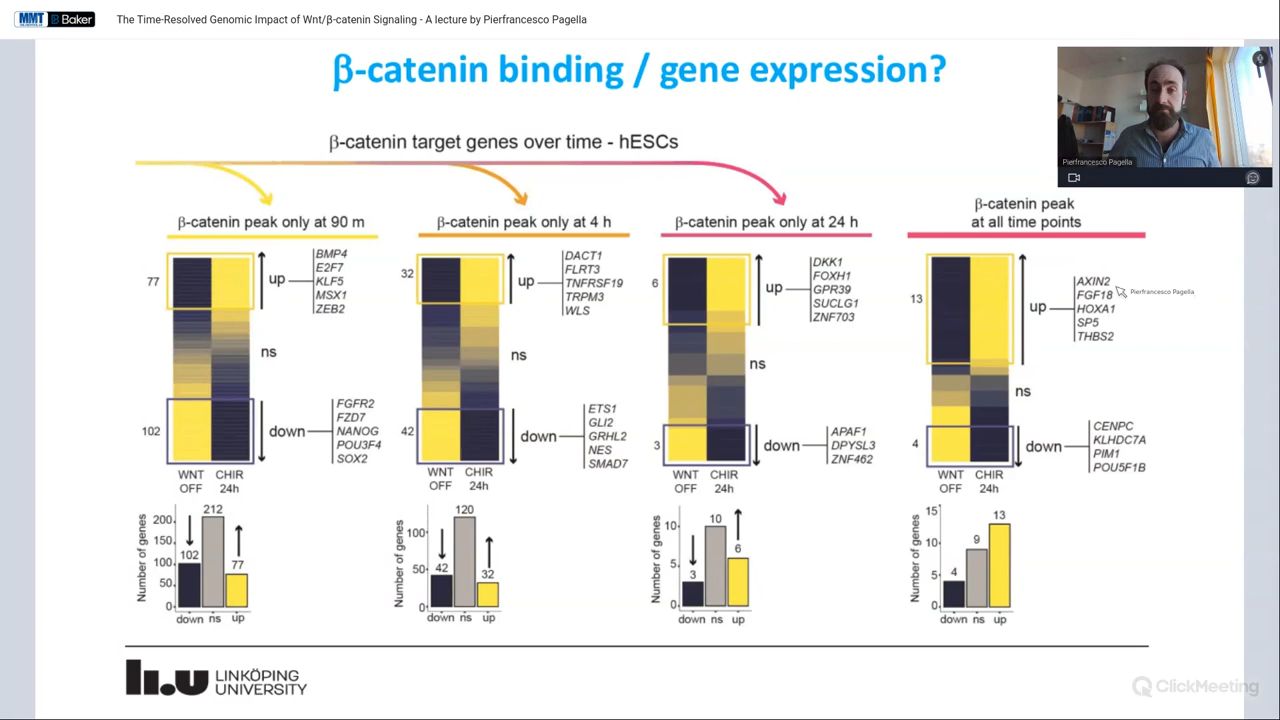 MMT
Baker
The Time-Resolved Genomic Impact of Wnt/β-catenin Signaling - A lecture by Pierfrancesco Pagella
β-catenin binding / gene expression?
Pierfrancesco Pagella
β-catenin target genes over time - hESCs
β-catenin peak only at 90 m
77
up
BMP4
E2F7
KLF5
MSX1
ZEB2
ns
102
down
FGFR2
FZD7
NANOG
POU3F4
SOX2
WNT OFF
CHIR 24h
β-catenin peak only at 4 h
32
up
DACT1
FLRT3
TNFRSF19
TRPM3
WLS
ns
42
down
ETS1
GLI2
GRHL2
NES
SMAD7
WNT OFF
CHIR 24h
β-catenin peak only at 24 h
6
up
DKK1
FOXH1
GPR39
SUCLG1
ZNF703
ns
3
down
APAF1
DPYSL3
ZNF462
WNT OFF
CHIR 24h
β-catenin peak
at all time points
13
up
AXIN2
FGF18
HOXA1
SP5
THBS2
Pierfrancesco Pagella
ns
4
down
CENPC
KLHDC7A
PIM1
POU5F1B
WNT OFF
CHIR 24h
Number of genes
200
150
100
50
0
102
212
77
down ns up
Number of genes
100
50
0
42
120
32
down ns up
Number of genes
10
5
0
3
10
6
down ns up
Number of genes
15
10
5
0
4
9
13
down ns up
LINKÖPING
UNIVERSITY
ClickMeeting